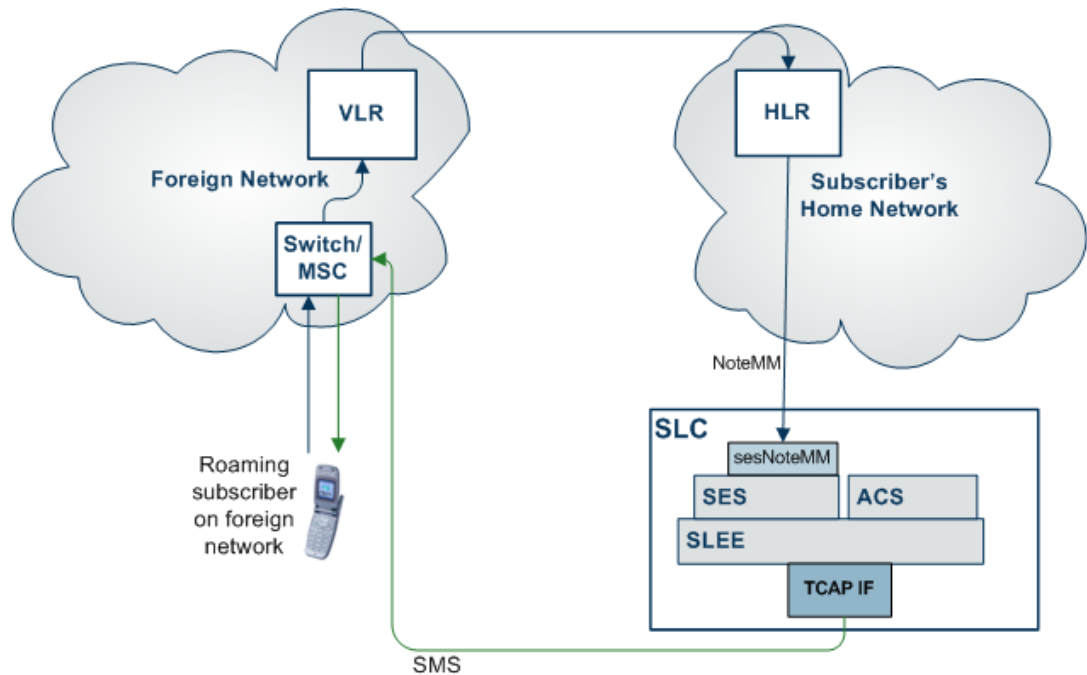 VLR
HLR
Foreign Network
Subscriber's
Home Network
Switch/
MSC
NoteMM
SLC
sesNoteMM
Roaming
subscriber
on foreign
network
SES
ACS
SLEE
TCAP IF
SMS